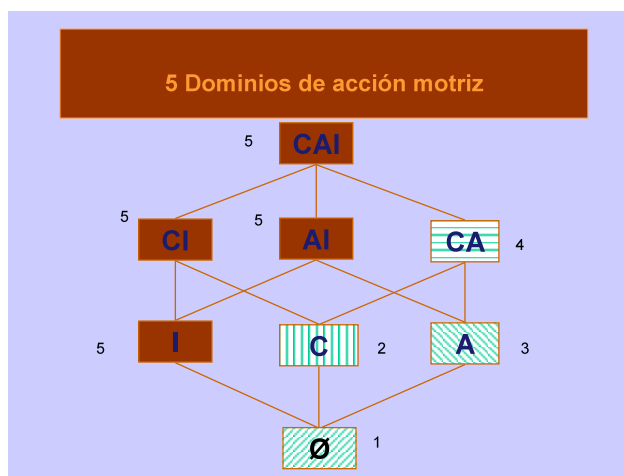 5 Dominios de acción motriz
5 CAI
5 CI 5 AI CA 4
5 I C 2 A 3
Ø 1